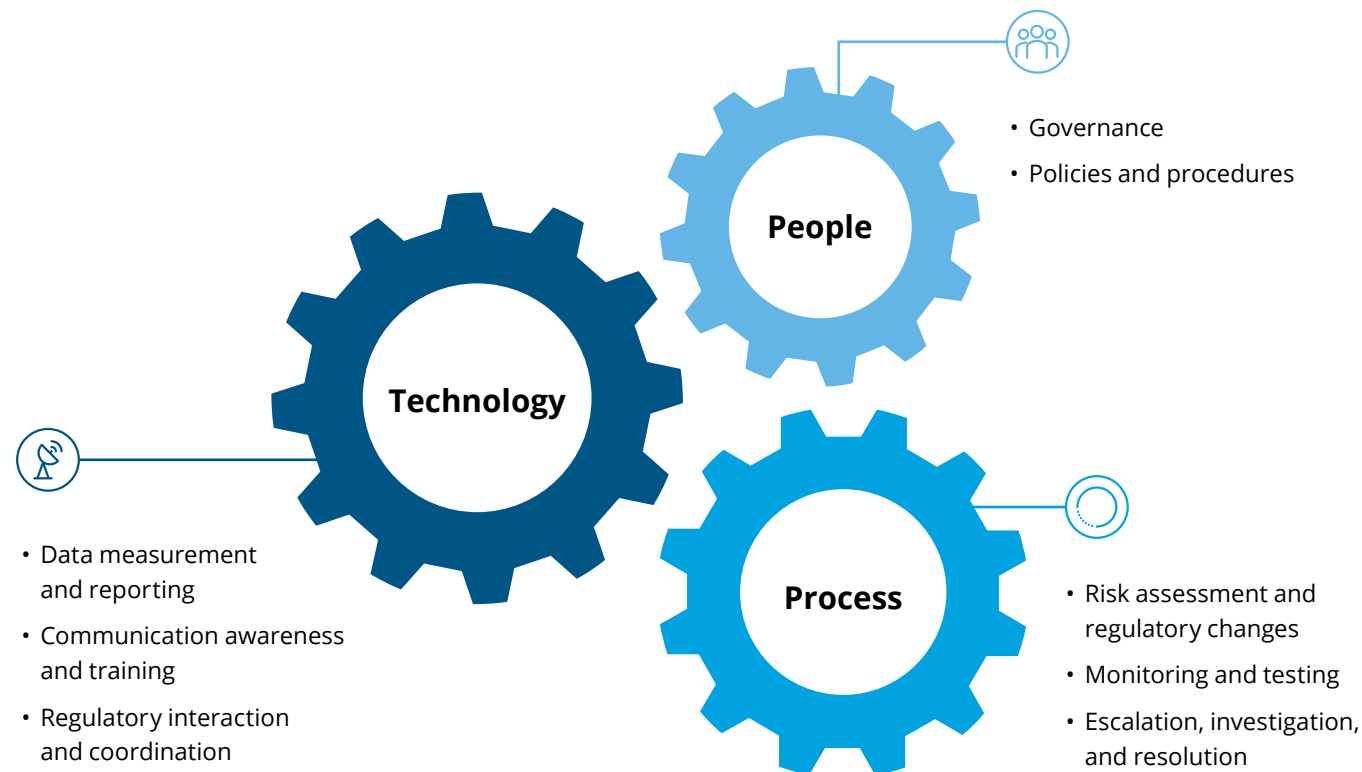 People
• Governance
• Policies and procedures
Technology
• Data measurement
and reporting
• Communication awareness
and training
• Regulatory interaction
and coordination
Process
• Risk assessment and
regulatory changes
• Monitoring and testing
• Escalation, investigation,
and resolution